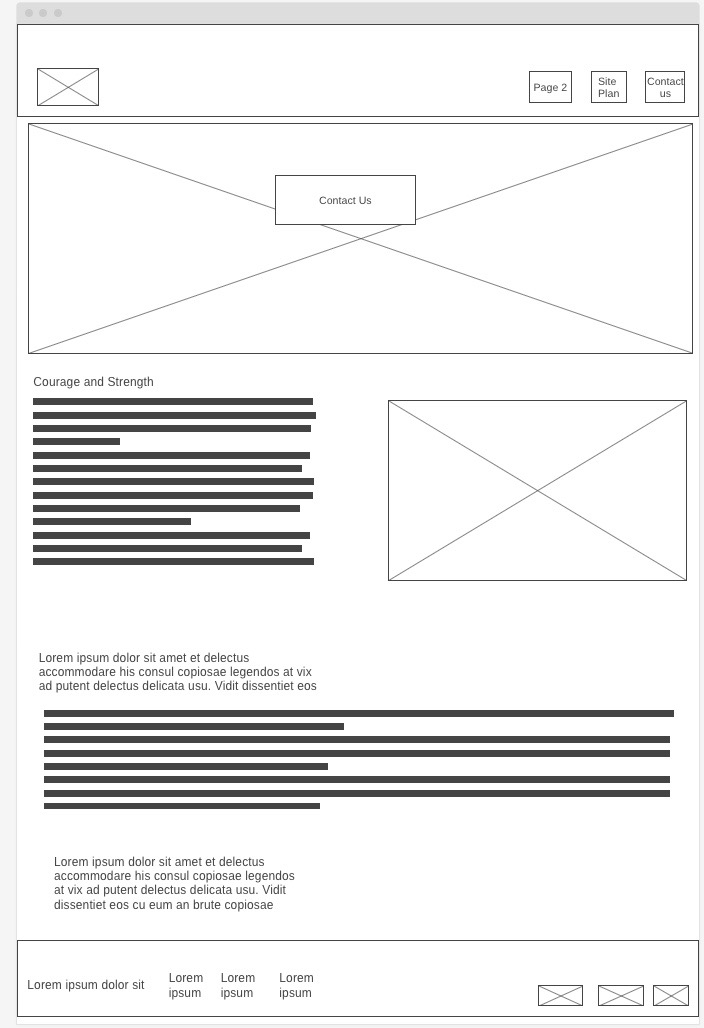 Page 2
Site
Plan
Contact
us
Contact Us
Courage and Strength
Lorem ipsum dolor sit amet et delectus
accommodare his consul copiosae legendos at vix
ad putent delectus delicata usu. Vidit dissentiet eos
Lorem ipsum dolor sit amet et delectus
accommodare his consul copiosae legendos
at vix ad putent delectus delicata usu. Vidit
dissentiet eos cu eum an brute copiosae
Lorem ipsum dolor sit
Lorem
ipsum
Lorem
ipsum
Lorem
ipsum